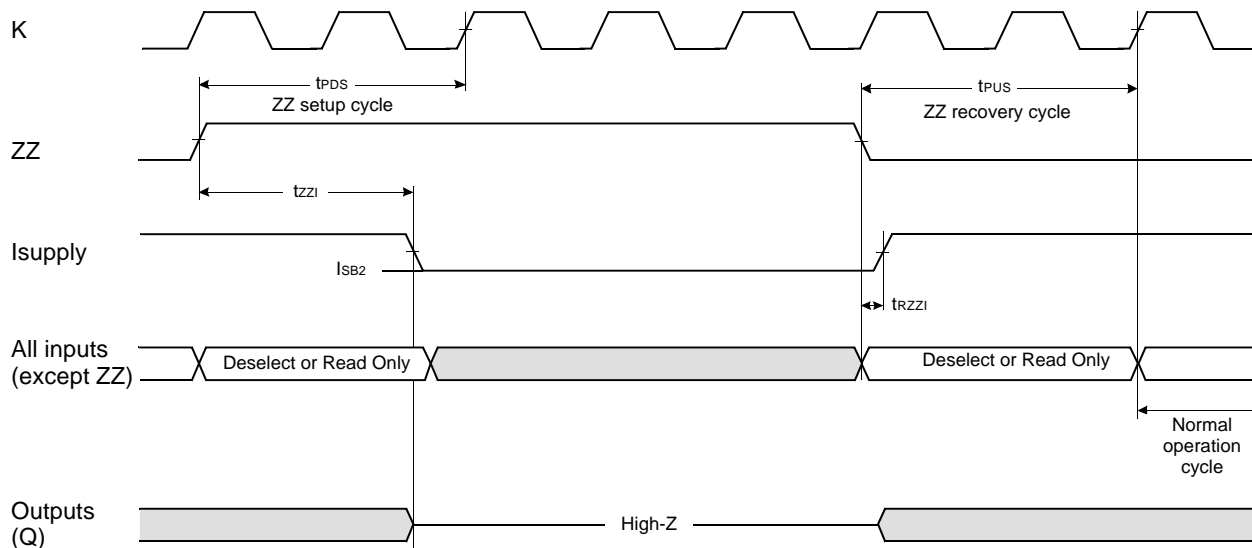 K
tPDS
ZZ setup cycle
tPUS
ZZ recovery cycle
ZZ
tZZI
Isupply
ISB2
tRZZI
All inputs
(except ZZ)
Deselect or Read Only
Deselect or Read Only
Normal
operation
cycle
Outputs
(Q)
High-Z